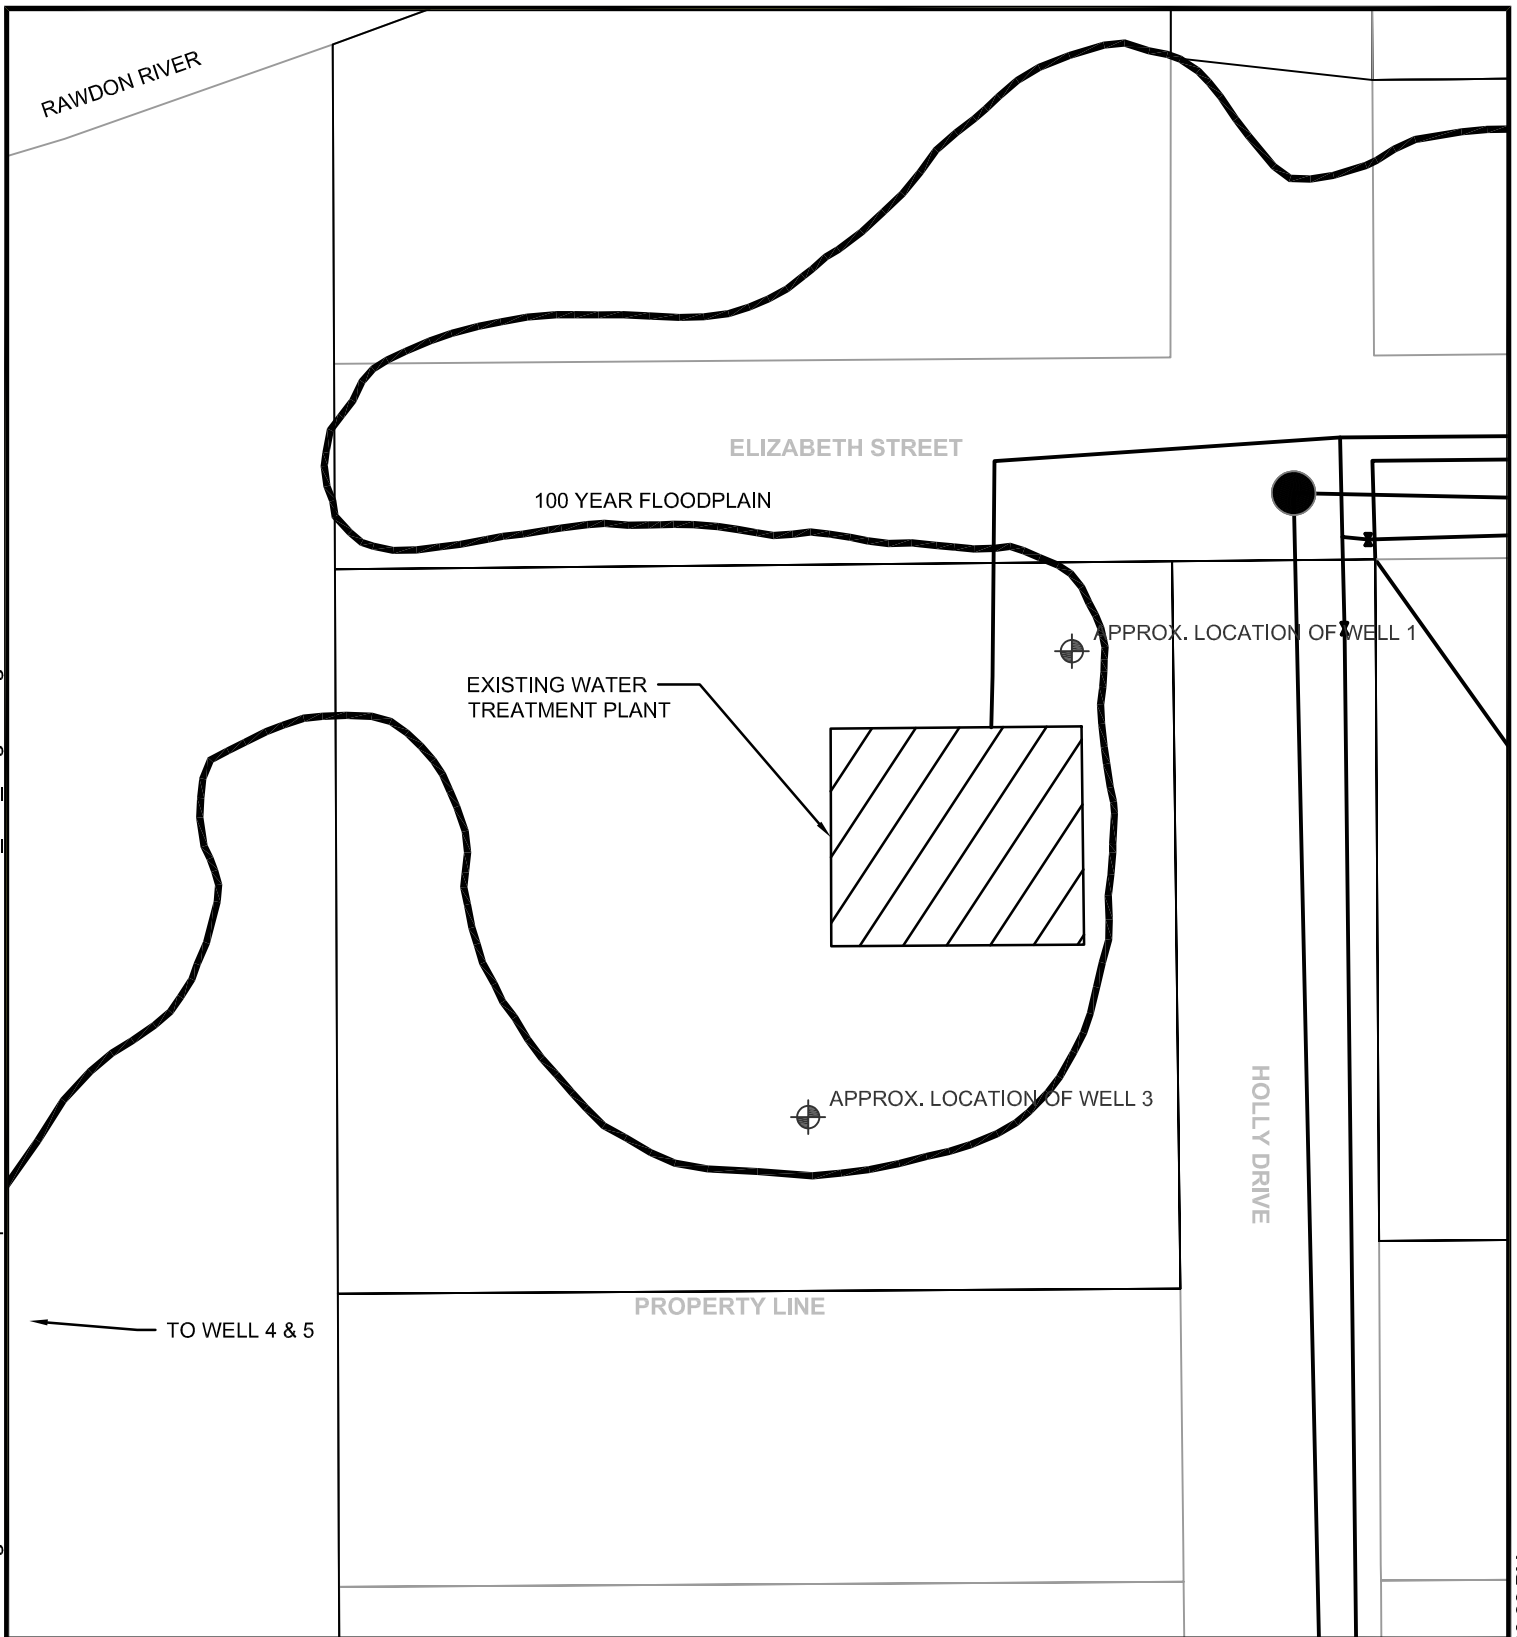 RAWDON RIVER
ELIZABETH STREET
100 YEAR FLOODPLAIN
APPROX. LOCATION OF WELL 1
EXISTING WATER
TREATMENT PLANT
APPROX. LOCATION OF WELL 3
HOLLY DRIVE
PROPERTY LINE
TO WELL 4 & 5